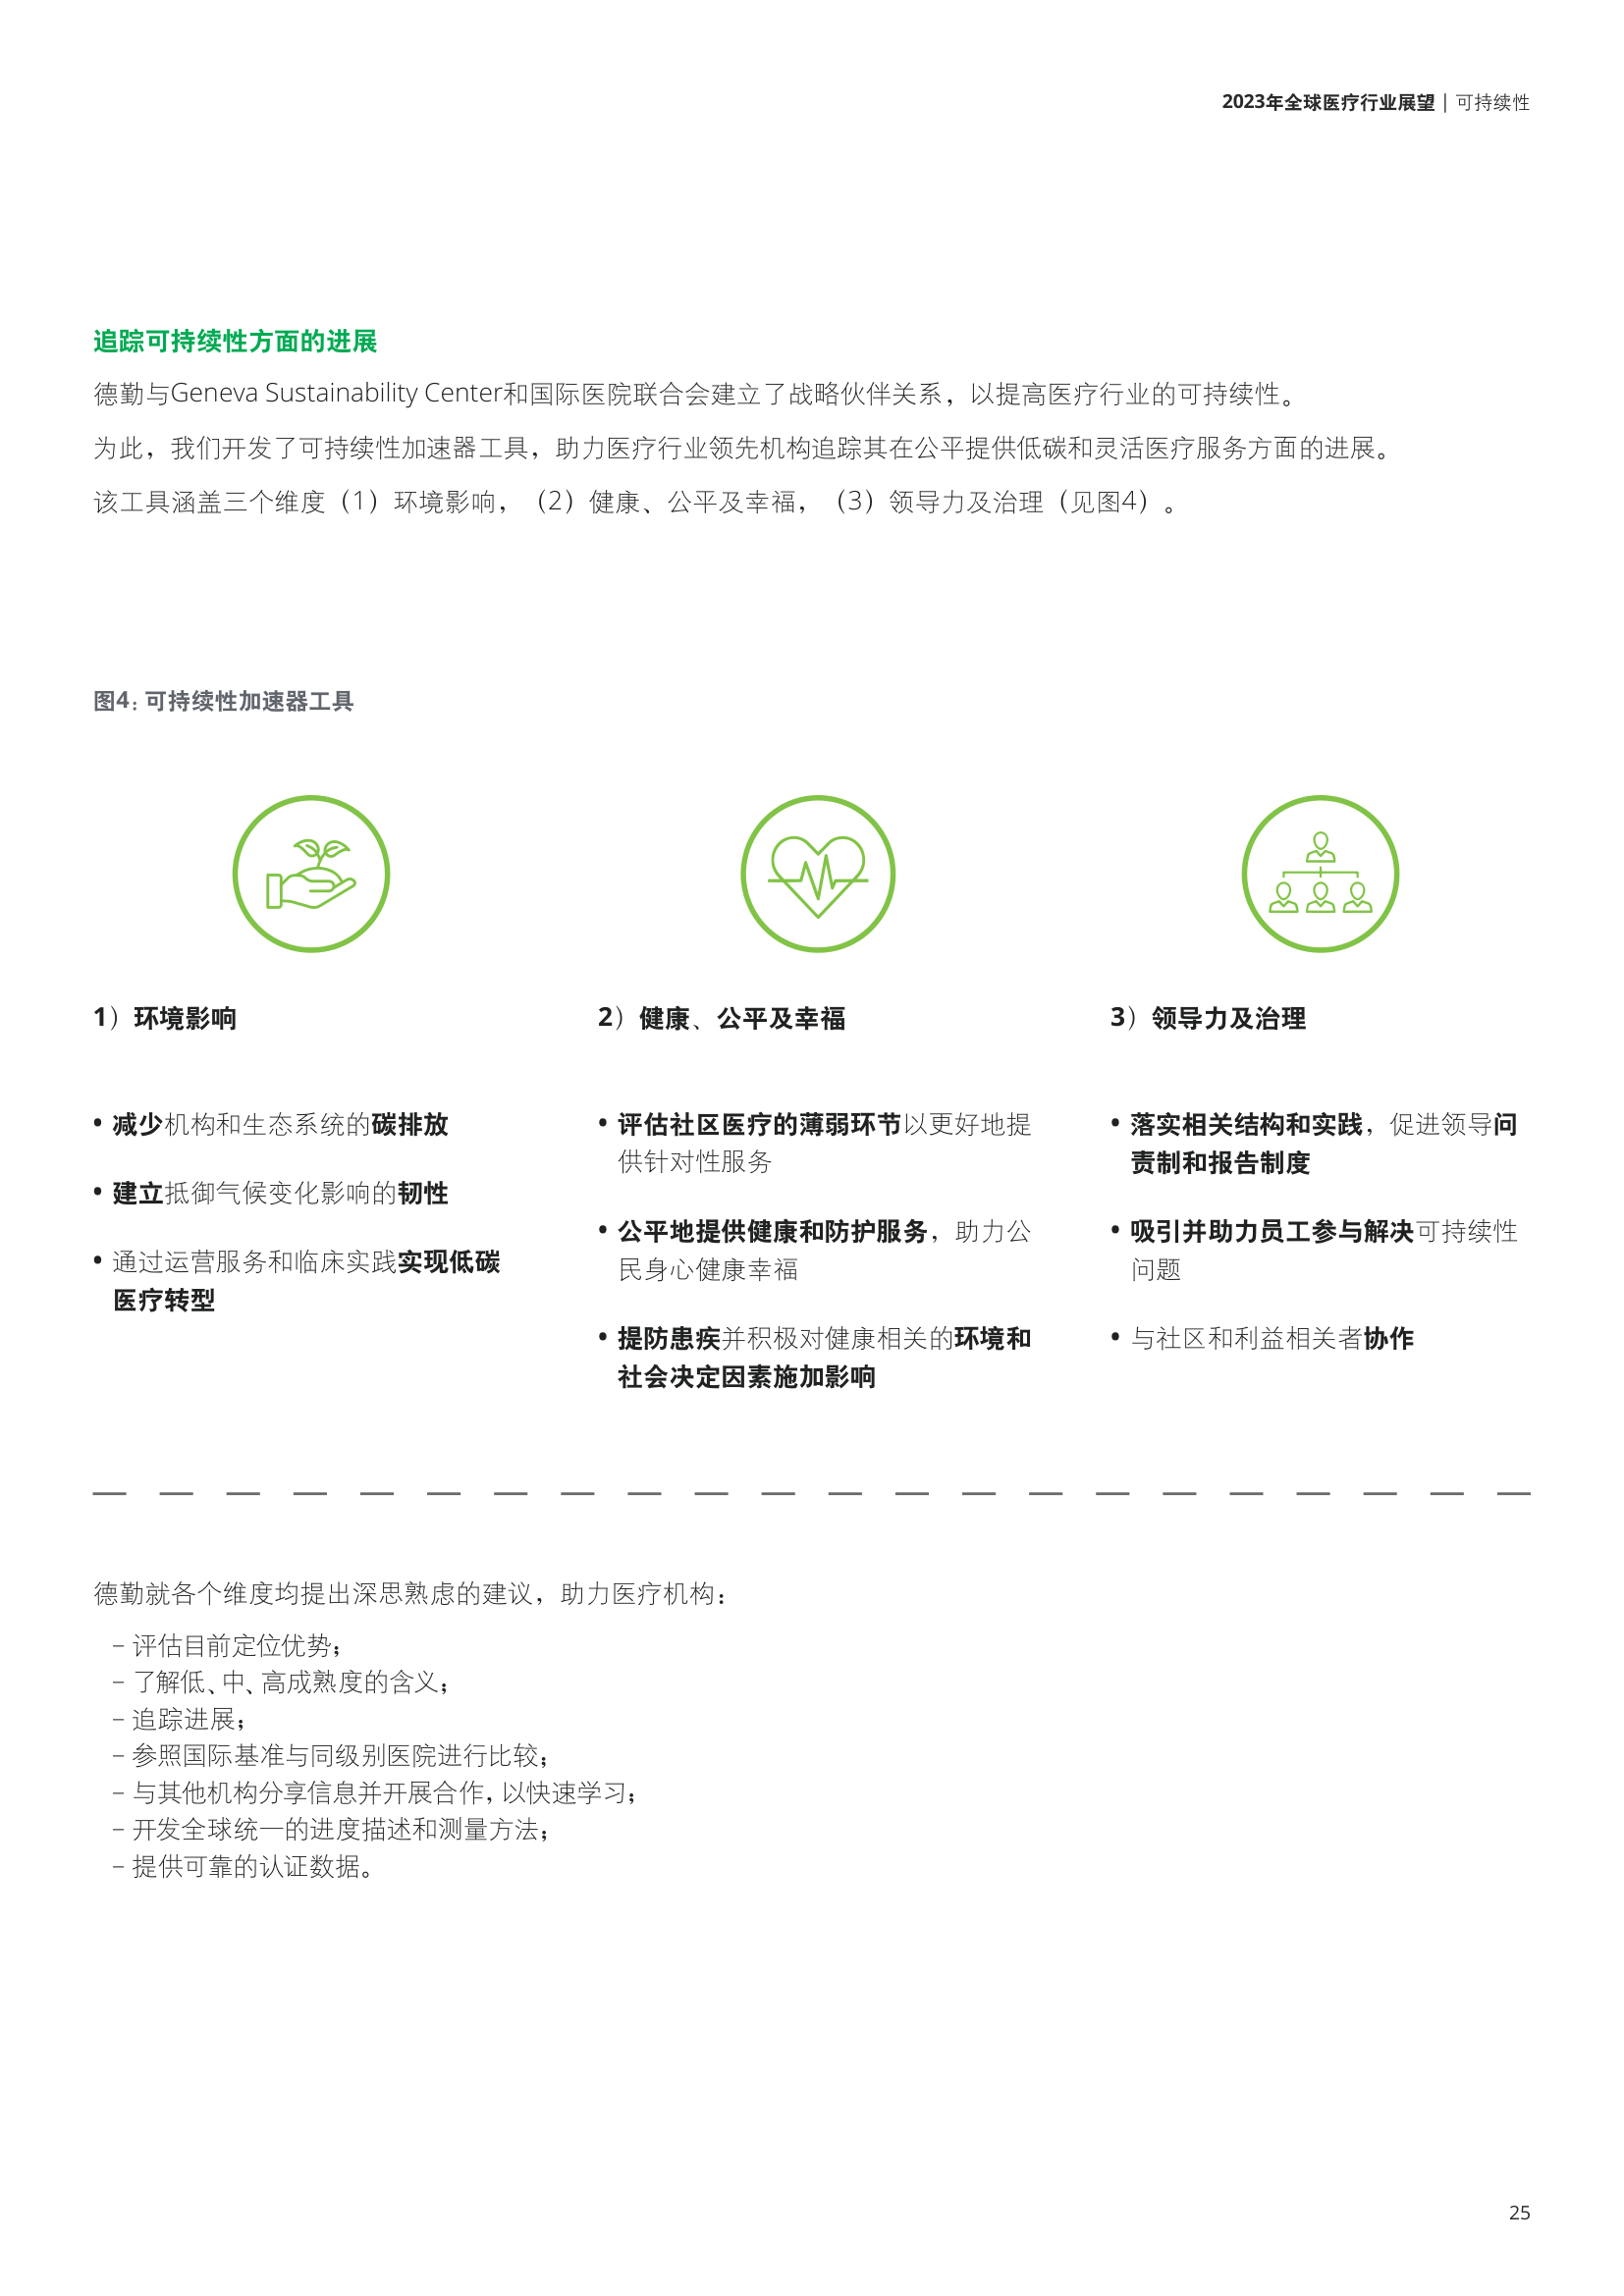 2023年全球医疗行业展望 | 可持续性
追踪可持续性方面的进展
德勤与Geneva Sustainability Center和国际医院联合会建立了战略伙伴关系，以提高医疗行业的可持续性。
为此，我们开发了可持续性加速器工具，助力医疗行业领先机构追踪其在公平提供低碳和灵活医疗服务方面的进展。
该工具涵盖三个维度（1）环境影响，（2）健康、公平及幸福，（3）领导力及治理（见图4）。
图4：可持续性加速器工具
1）环境影响
• 减少机构和生态系统的碳排放
• 建立抵御气候变化影响的韧性
• 通过运营服务和临床实践实现低碳
医疗转型
2）健康、公平及幸福
• 评估社区医疗的薄弱环节以更好地提
供针对性服务
• 公平地提供健康和防护服务，助力公
民身心健康幸福
• 提防患疾并积极对健康相关的环境和
社会决定因素施加影响
3）领导力及治理
• 落实相关结构和实践，促进领导问
责制和报告制度
• 吸引并助力员工参与解决可持续性
问题
• 与社区和利益相关者协作
德勤就各个维度均提出深思熟虑的建议，助力医疗机构：
– 评估目前定位优势；
– 了解低、中、高成熟度的含义；
– 追踪进展；
– 参照国际基准与同级别医院进行比较；
– 与其他机构分享信息并开展合作，以快速学习；
– 开发全球统一的进度描述和测量方法；
– 提供可靠的认证数据。
25